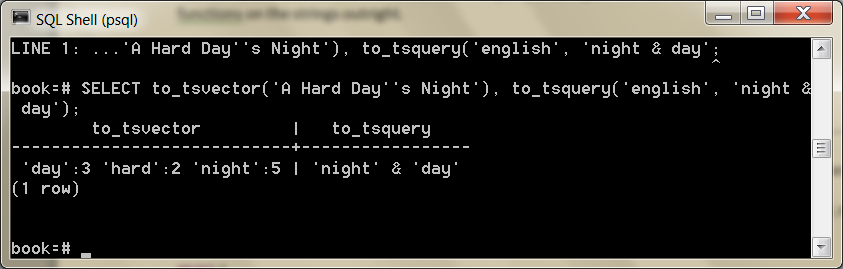 functions on the strings outright.
SQL Shell (psql)
LINE 1: ...'A Hard Day''s Night'), to_tsquery('english', 'night & day';
^
book=# SELECT to_tsvector('A Hard Day''s Night'), to_tsquery('english', 'night &
day');
to_tsvector | to_tsquery
-----------------------------+-----------------
'day':3 'hard':2 'night':5 | 'night' & 'day'
(1 row)
book=# _